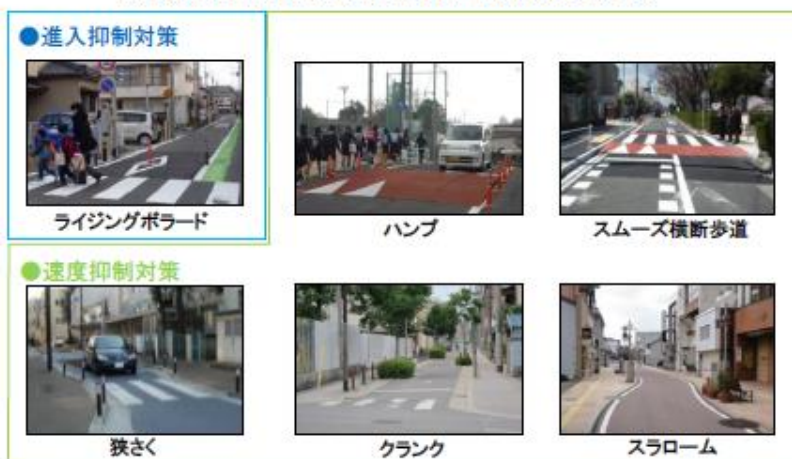 ●進入抑制対策
ライジングボラード
ハンプ
スムーズ横断歩道
●速度抑制対策
狭さく
クランク
スラローム